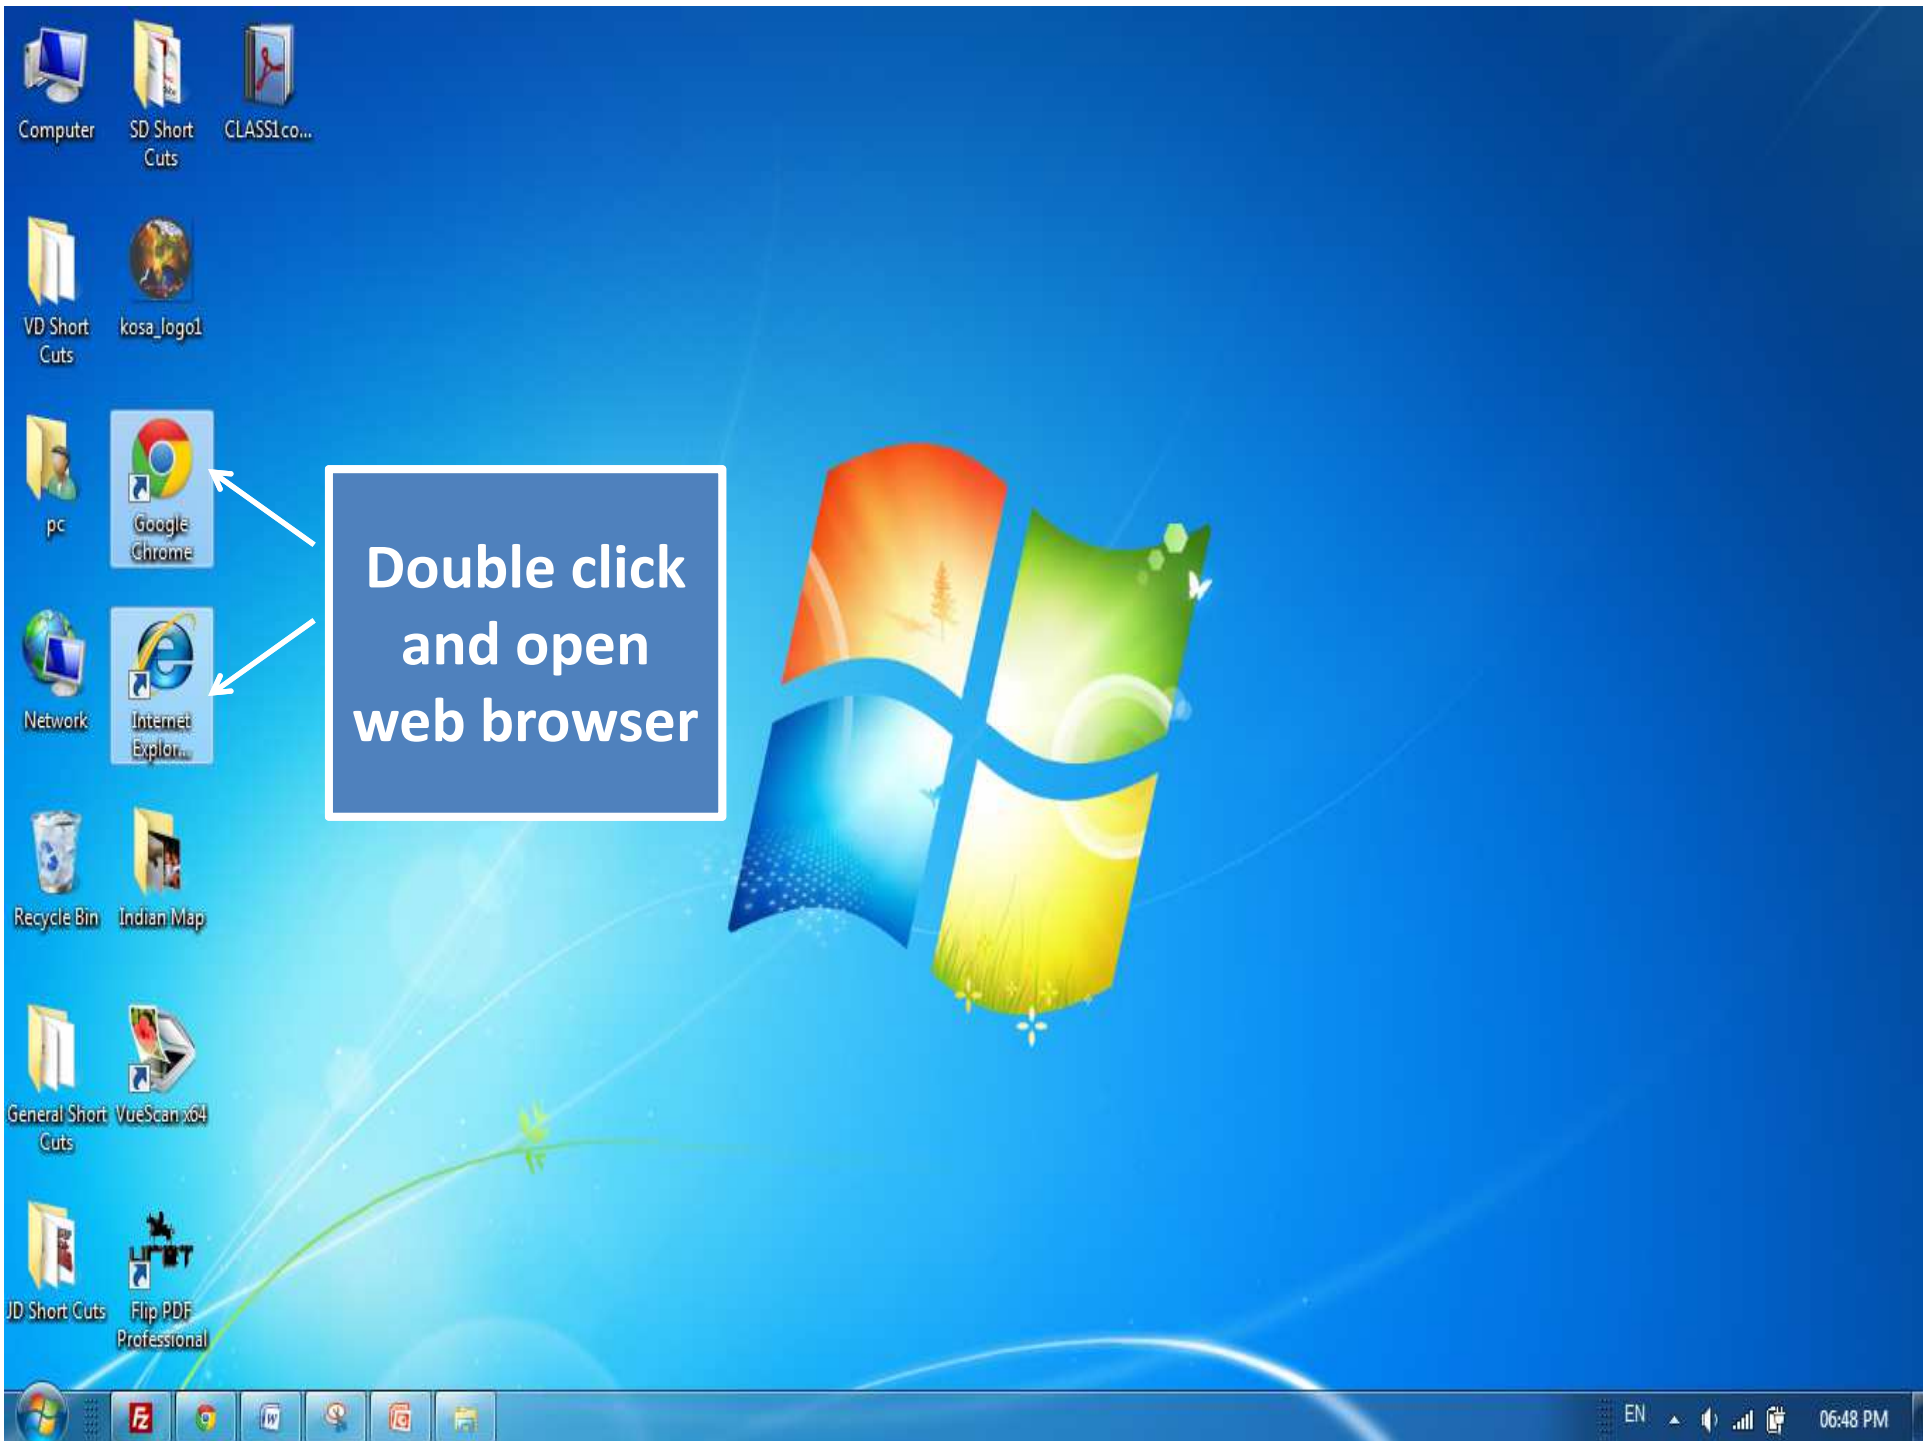 Computer
SD Short
Cuts
CLASS1co...
VD Short
Cuts
kosa_logo1
pc
Google
Chrome
Network
Internet
Explor...
Double click
and open
web browser
Recycle Bin
Indian Map
General Short
Cuts
VueScan x64
JD Short Cuts
Flip PDF
Professional
EN
06:48 PM